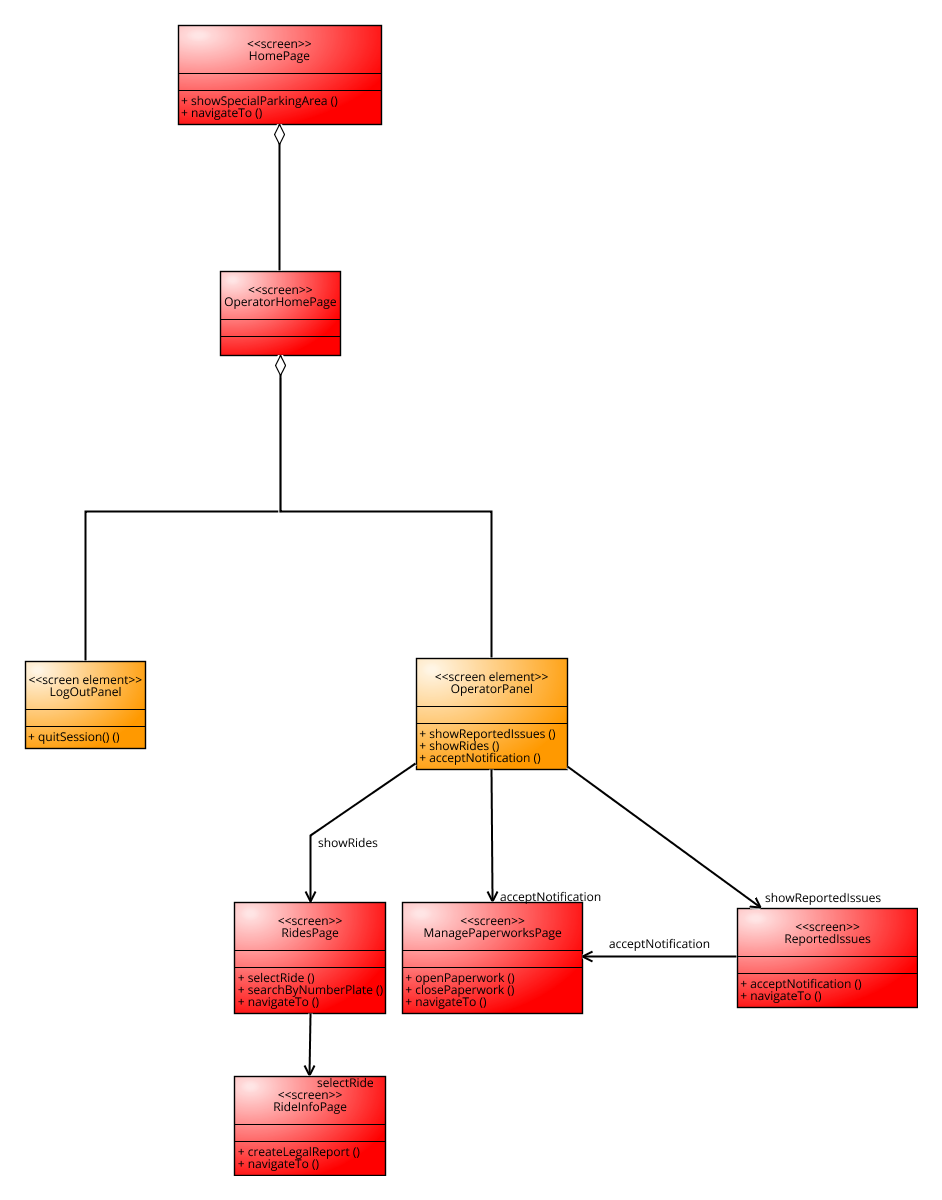 <<screen>>
HomePage
+ showSpecialParkingArea ()
+ navigateTo ()
<<screen>>
OperatorHomePage
<<screen element>>
LogOutPanel
+ quitSession() ()
<<screen element>>
OperatorPanel
+ showReportedIssues ()
+ showRides ()
+ acceptNotification ()
showRides
acceptNotification
showReportedIssues
<<screen>>
RidesPage
+ selectRide ()
+ searchByNumberPlate ()
+ navigateTo ()
<<screen>>
ManagePaperworksPage
+ openPaperwork ()
+ closePaperwork ()
+ navigateTo ()
acceptNotification
<<screen>>
ReportedIssues
+ acceptNotification ()
+ navigateTo ()
selectRide
<<screen>>
RideInfoPage
+ createLegalReport ()
+ navigateTo ()